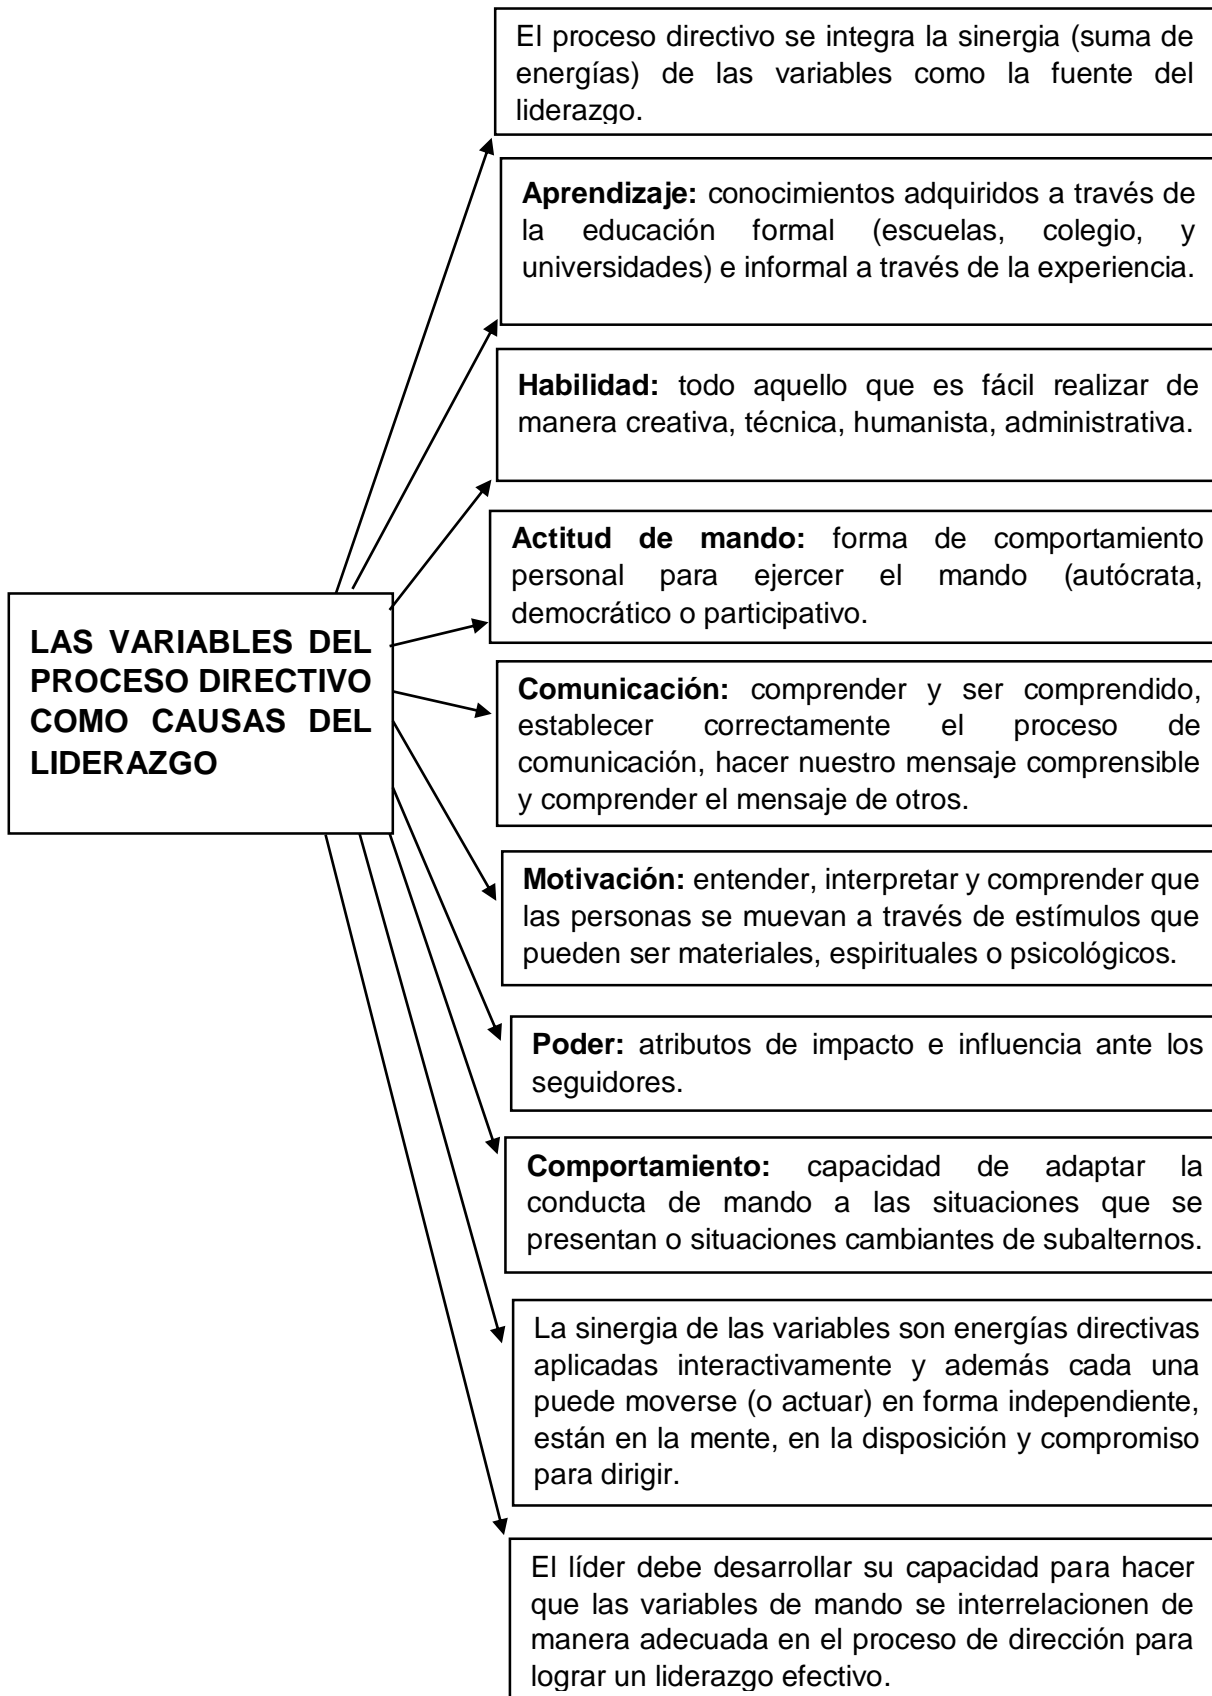 El proceso directivo se integra la sinergia (suma de
energías) de las variables como la fuente del
liderazgo.
Aprendizaje: conocimientos adquiridos a través de
la educación formal (escuelas, colegio, y
universidades) e informal a través de la experiencia.
Habilidad: todo aquello que es fácil realizar de
manera creativa, técnica, humanista, administrativa.
Actitud de mando: forma de comportamiento
personal para ejercer el mando (autócrata,
democrático o participativo.
LAS VARIABLES DEL
PROCESO DIRECTIVO
COMO CAUSAS DEL
LIDERAZGO
Comunicación: comprender y ser comprendido,
establecer correctamente el proceso de
comunicación, hacer nuestro mensaje comprensible
y comprender el mensaje de otros.
Motivación: entender, interpretar y comprender que
las personas se muevan a través de estímulos que
pueden ser materiales, espirituales o psicológicos.
Poder: atributos de impacto e influencia ante los
seguidores.
Comportamiento: capacidad de adaptar la
conducta de mando a las situaciones que se
presentan o situaciones cambiantes de subalternos.
La sinergia de las variables son energías directivas
aplicadas interactivamente y además cada una
puede moverse (o actuar) en forma independiente,
están en la mente, en la disposición y compromiso
para dirigir.
El líder debe desarrollar su capacidad para hacer
que las variables de mando se interrelacionen de
manera adecuada en el proceso de dirección para
lograr un liderazgo efectivo.